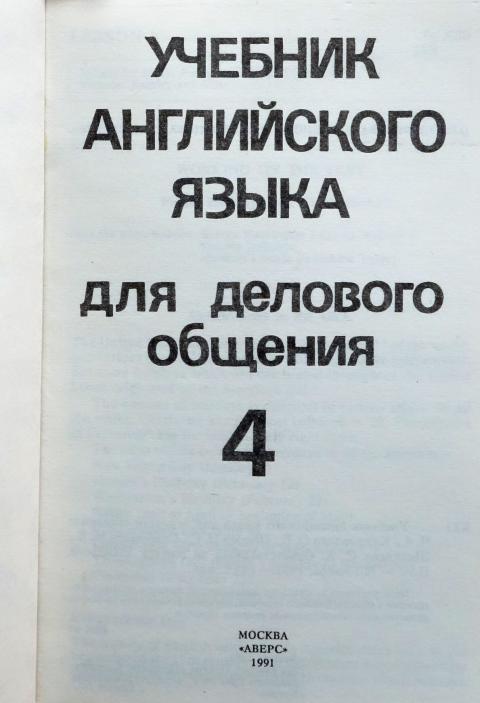 УЧЕБНИК
АНГЛИЙСКОГО
ЯЗЫКА
для делового
общения
4
МОСКВА
«АВЕРС»
1991